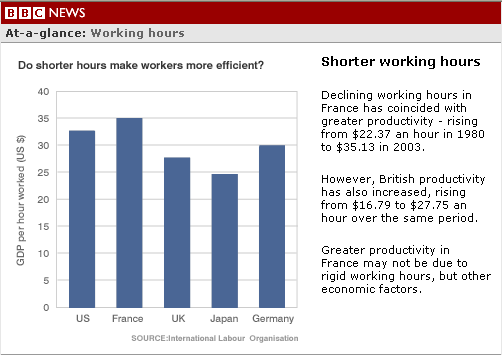 BBC NEWS
At-a-glance: Working hours
Do shorter hours make workers more efficient?
GDP per hour worked (US $)
40
35
30
25
20
15
10
5
0
US France UK Japan Germany
SOURCE:International Labour Organisation
Shorter working hours
Declining working hours in
France has coincided with
greater productivity - rising
from $22.37 an hour in 1980
to $35.13 in 2003.
However, British productivity
has also increased, rising
from $16.79 to $27.75 an
hour over the same period.
Greater productivity in
France may not be due to
rigid working hours, but other
economic factors.